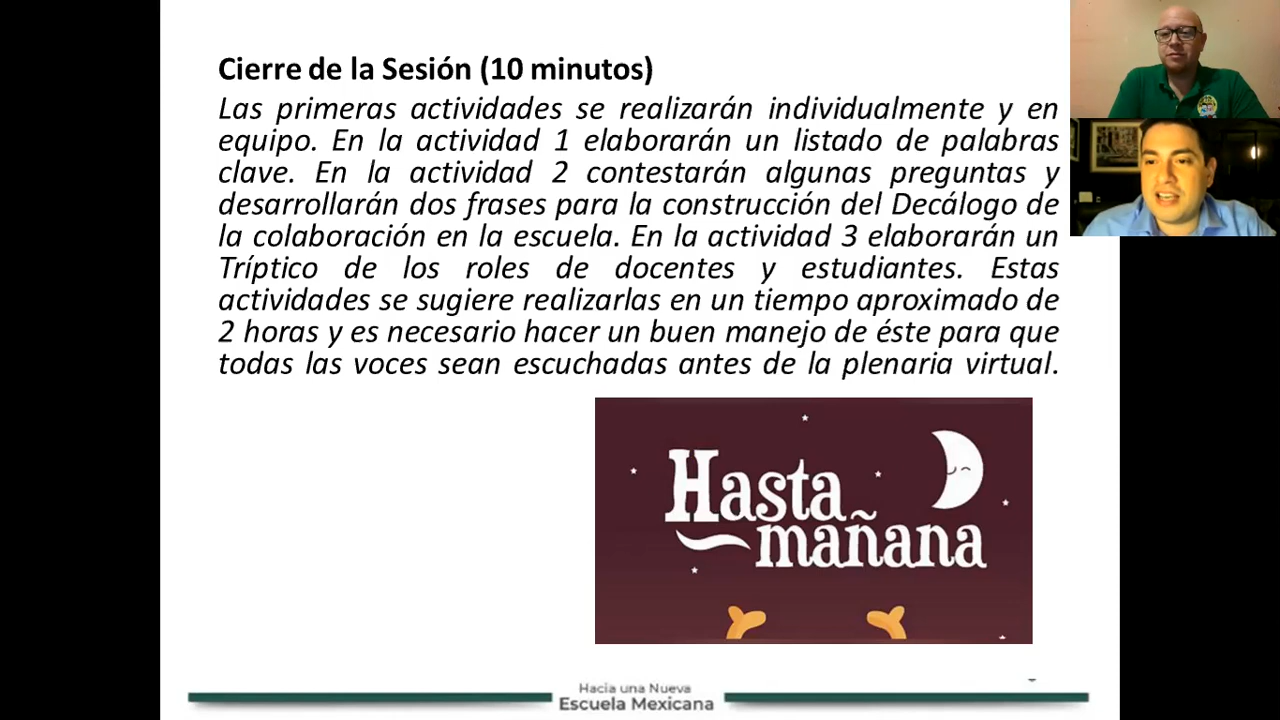 Cierre de la Sesión (10 minutos)
Las primeras actividades se realizarán individualmente y en
equipo. En la actividad 1 elaborarán un listado de palabras
clave. En la actividad 2 contestarán algunas preguntas y
desarrollarán dos frases para la construcción del Decálogo de
la colaboración en la escuela. En la actividad 3 elaborarán un
Tríptico de los roles de docentes y estudiantes. Estas
actividades se sugiere realizarlas en un tiempo aproximado de
2 horas y es necesario hacer un buen manejo de éste para que
todas las voces sean escuchadas antes de la plenaria virtual.
Hasta
mañana
Hacia una Nueva
Escuela Mexicana